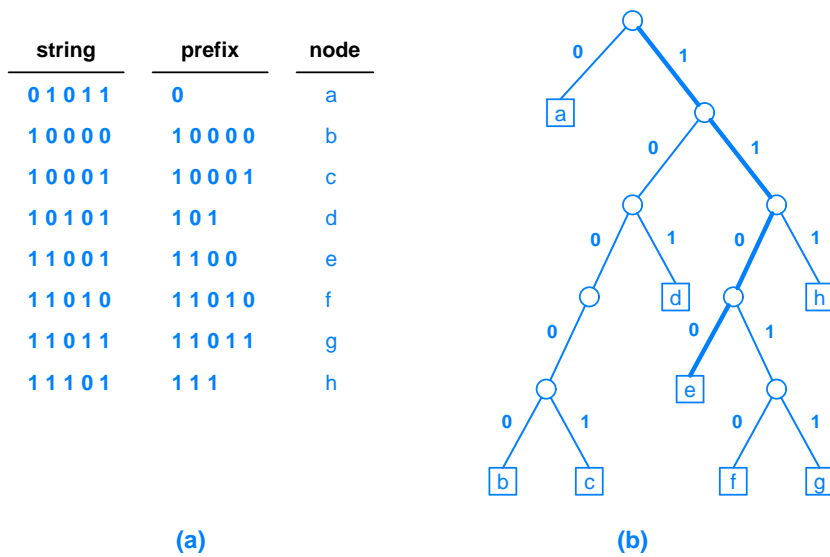 string prefix node
0 1 0 1 1 0 a
1 0 0 0 0 1 0 0 0 0 b
1 0 0 0 1 1 0 0 0 1 c
1 0 1 0 1 1 0 1 d
1 1 0 0 1 1 1 0 0 e
1 1 0 1 0 1 1 0 1 0 f
1 1 0 1 1 1 1 0 1 1 g
1 1 1 0 1 1 1 1 h
(a)
0 1
a
0 1
0 1 0 1
d h
0 0 1
e
0 1 0 1
b c f g
(b)